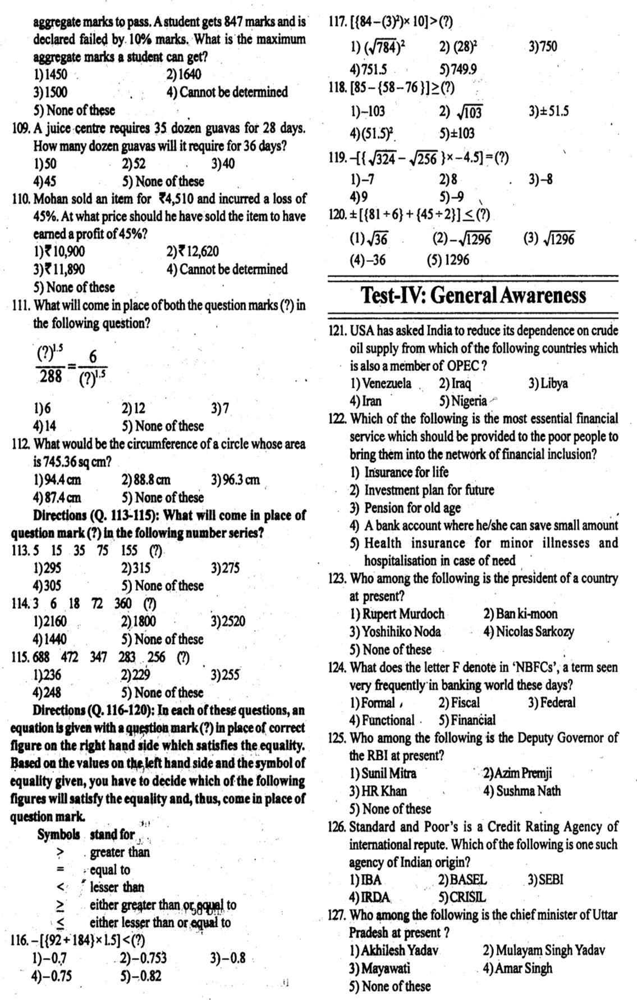 aggregate marks to pass. A student gets 847 marks and is
declared failed by 10% marks. What is the maximum
aggregate marks a student can get?
1) 1450 2) 1640
3) 1500 4) Cannot be determined
5) None of these
109. A juice centre requires 35 dozen guavas for 28 days.
How many dozen guavas will it require for 36 days?
1) 50 2) 52 3) 40
4) 45 5) None of these
110. Mohan sold an item for ₹4,510 and incurred a loss of
45%. At what price should he have sold the item to have
earned a profit of 45%?
1) ₹ 10,900 2) ₹ 12,620
3) ₹ 11,890 4) Cannot be determined
5) None of these
111. What will come in place of both the question marks (?) in
the following question?
(?)^1.5 / 288 = 6 / (?)^1.5
1) 6 2) 12 3) 7
4) 14 5) None of these
112. What would be the circumference of a circle whose area
is 745.36 sq cm?
1) 94.4 cm 2) 88.8 cm 3) 96.3 cm
4) 87.4 cm 5) None of these
Directions (Q. 113-115): What will come in place of
question mark (?) in the following number series?
113. 5 15 35 75 155 (?)
1) 295 2) 315 3) 275
4) 305 5) None of these
114. 3 6 18 72 360 (?)
1) 2160 2) 1800 3) 2520
4) 1440 5) None of these
115. 688 472 347 283 256 (?)
1) 236 2) 229 3) 255
4) 248 5) None of these
Directions (Q. 116-120): In each of these questions, an
equation is given with a question mark (?) in place of correct
figure on the right hand side which satisfies the equality.
Based on the values on the left hand side and the symbol of
equality given, you have to decide which of the following
figures will satisfy the equality and, thus, come in place of
question mark.
Symbols stand for
> greater than
= equal to
< lesser than
≥ either greater than or equal to
≤ either lesser than or equal to
116. –[{92 ÷ 184} × 1.5] < (?)
1) –0.7 2) –0.753 3) –0.8
4) –0.75 5) –0.82
117. [{84 – (3)²} × 10] > (?)
1) (√784)² 2) (28)² 3) 750
4) 751.5 5) 749.9
118. [85 – {58 – 76}] ≥ (?)
1) –103 2) √103 3) ± 51.5
4) (51.5)² 5) ±103
119. –[{√324 – √256} × – 4.5] = (?)
1) –7 2) 8 3) –8
4) 9 5) –9
120. ± [{81 ÷ 6} + {45 ÷ 2}] ≤ (?)
(1) √36 (2) – √1296 (3) √1296
(4) –36 (5) 1296
Test-IV: General Awareness
121. USA has asked India to reduce its dependence on crude
oil supply from which of the following countries which
is also a member of OPEC ?
1) Venezuela 2) Iraq 3) Libya
4) Iran 5) Nigeria
122. Which of the following is the most essential financial
service which should be provided to the poor people to
bring them into the network of financial inclusion?
1) Insurance for life
2) Investment plan for future
3) Pension for old age
4) A bank account where he/she can save small amount
5) Health insurance for minor illnesses and
hospitalisation in case of need
123. Who among the following is the president of a country
at present?
1) Rupert Murdoch 2) Ban ki-moon
3) Yoshihiko Noda 4) Nicolas Sarkozy
5) None of these
124. What does the letter F denote in ‘NBFCs’, a term seen
very frequently in banking world these days?
1) Formal 2) Fiscal 3) Federal
4) Functional 5) Financial
125. Who among the following is the Deputy Governor of
the RBI at present?
1) Sunil Mitra 2) Azim Premji
3) HR Khan 4) Sushma Nath
5) None of these
126. Standard and Poor's is a Credit Rating Agency of
international repute. Which of the following is one such
agency of Indian origin?
1) IBA 2) BASEL 3) SEBI
4) IRDA 5) CRISIL
127. Who among the following is the chief minister of Uttar
Pradesh at present ?
1) Akhilesh Yadav 2) Mulayam Singh Yadav
3) Mayawati 4) Amar Singh
5) None of these